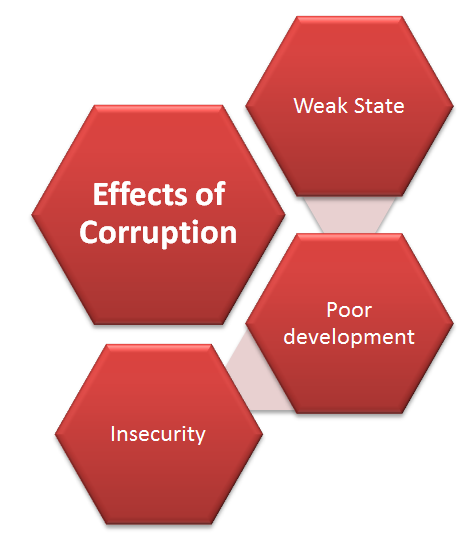 Effects of
Corruption
Weak State
Poor
development
Insecurity